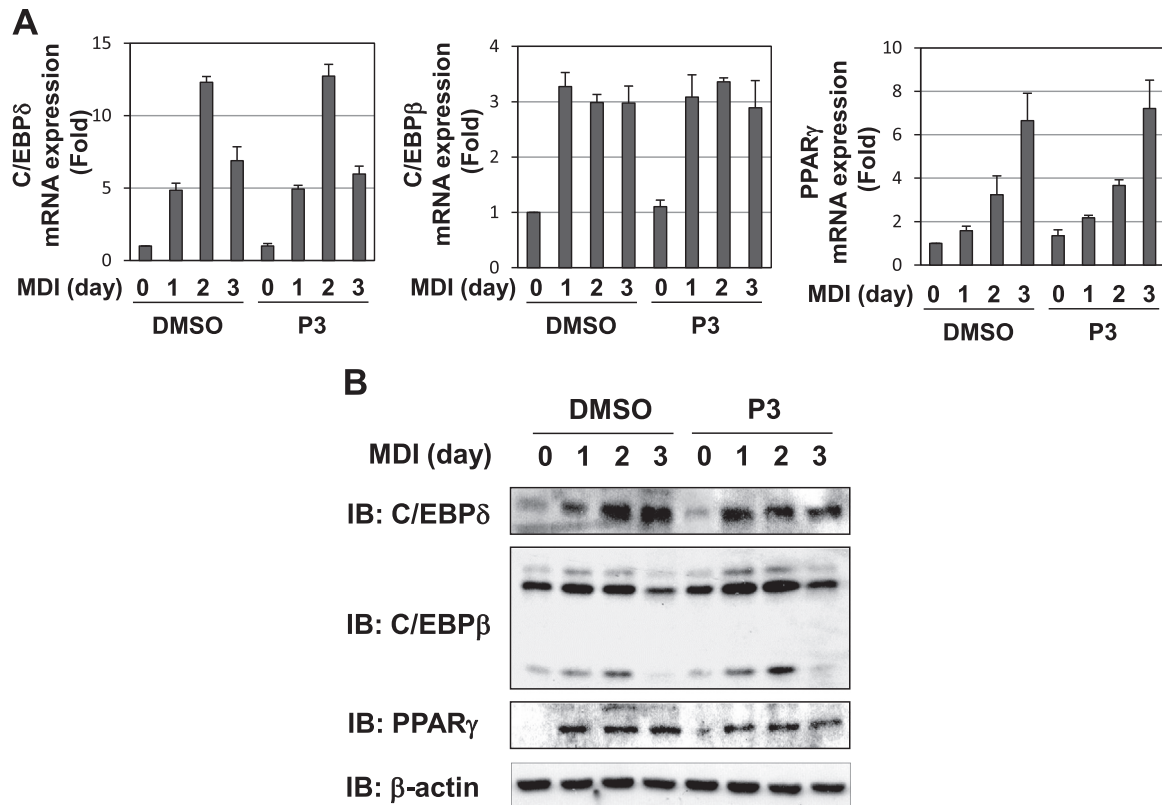 A
C/EBPδ
mRNA expression
(Fold)
15
10
5
0
MDI (day) 0 1 2 3 0 1 2 3
DMSO P3
C/EBPβ
mRNA expression
(Fold)
4
3
2
1
0
MDI (day) 0 1 2 3 0 1 2 3
DMSO P3
PPARγ
mRNA expression
(Fold)
10
8
6
4
2
0
MDI (day) 0 1 2 3 0 1 2 3
DMSO P3
B
DMSO P3
MDI (day) 0 1 2 3 0 1 2 3
IB: C/EBPδ
IB: C/EBPβ
IB: PPARγ
IB: β-actin